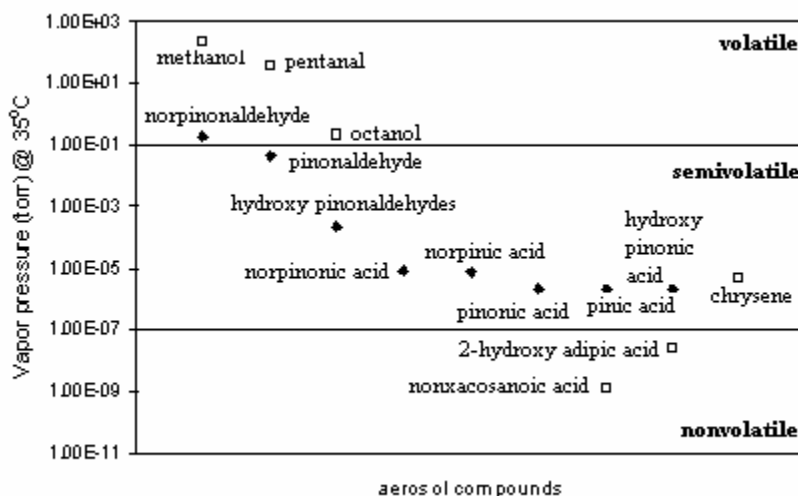 1.00E+03
volatile
methanol
pentanal
1.00E+01
norpinonaldehyde
octanol
1.00E-01
pinonaldehyde
semivolatile
1.00E-03
hydroxy pinonaldehydes
hydroxy
pinonic
acid
norpinic acid
norpinonic acid
1.00E-05
chrysene
pinonic acid
pinic acid
1.00E-07
2-hydroxy adipic acid
nonxacosanoic acid
1.00E-09
nonvolatile
1.00E-11
Vapor pressure (torr) @ 35°C
aerosol compounds